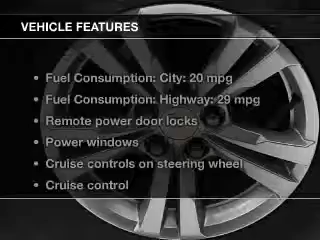 VEHICLE FEATURES
• Fuel Consumption: City: 20 mpg
• Fuel Consumption: Highway: 29 mpg
• Remote power door locks
• Power windows
• Cruise controls on steering wheel
• Cruise control